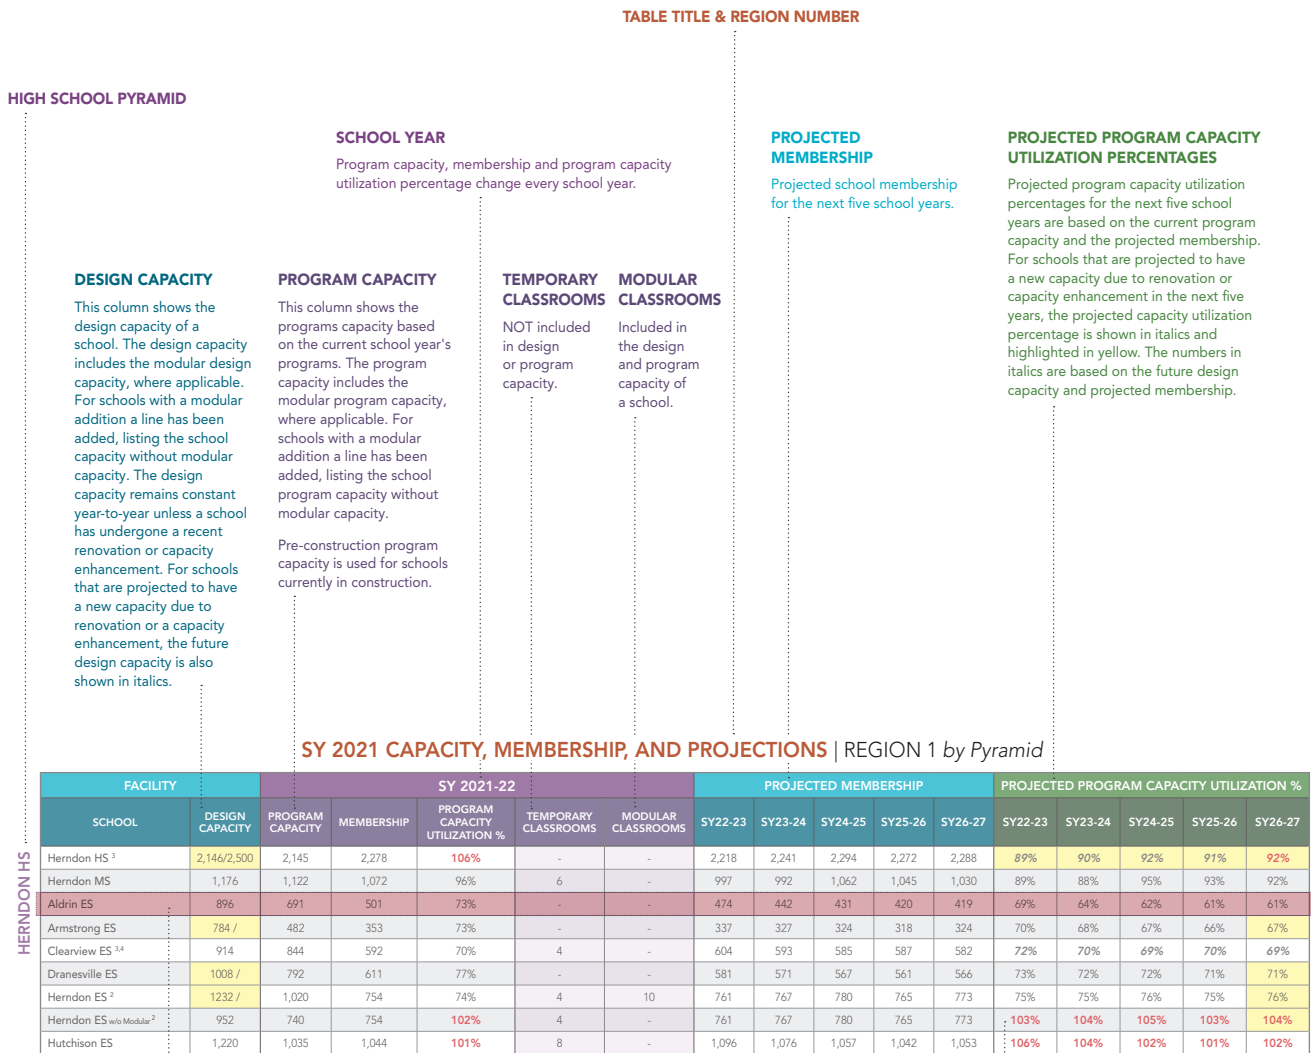 TABLE TITLE & REGION NUMBER
HIGH SCHOOL PYRAMID
SCHOOL YEAR
Program capacity, membership and program capacity
utilization percentage change every school year.
PROJECTED
MEMBERSHIP
Projected school membership
for the next five school years.
PROJECTED PROGRAM CAPACITY
UTILIZATION PERCENTAGES
Projected program capacity utilization
percentages for the next five school
years are based on the current program
capacity and the projected membership.
For schools that are projected to have
a new capacity due to renovation or
capacity enhancement in the next five
years, the projected capacity utilization
percentage is shown in italics and
highlighted in yellow. The numbers in
italics are based on the future design
capacity and projected membership.
DESIGN CAPACITY
This column shows the
design capacity of a
school. The design capacity
includes the modular design
capacity, where applicable.
For schools with a modular
addition a line has been
added, listing the school
capacity without modular
capacity. The design
capacity remains constant
year-to-year unless a school
has undergone a recent
renovation or capacity
enhancement. For schools
that are projected to have
a new capacity due to
renovation or a capacity
enhancement, the future
design capacity is also
shown in italics.
PROGRAM CAPACITY
This column shows the
programs capacity based
on the current school year's
programs. The program
capacity includes the
modular program capacity,
where applicable. For
schools with a modular
addition a line has been
added, listing the school
program capacity without
modular capacity.
Pre-construction program
capacity is used for schools
currently in construction.
TEMPORARY
CLASSROOMS
NOT included
in design
or program
capacity.
MODULAR
CLASSROOMS
Included in
the design
and program
capacity of
a school.
SY 2021 CAPACITY, MEMBERSHIP, AND PROJECTIONS | REGION 1 by Pyramid
FACILITY SY 2021-22 PROJECTED MEMBERSHIP PROJECTED PROGRAM CAPACITY UTILIZATION %
SCHOOL DESIGN CAPACITY PROGRAM CAPACITY MEMBERSHIP PROGRAM CAPACITY UTILIZATION % TEMPORARY CLASSROOMS MODULAR CLASSROOMS SY22-23 SY23-24 SY24-25 SY25-26 SY26-27 SY22-23 SY23-24 SY24-25 SY25-26 SY26-27
HERNDON HS
Herndon HS 3 2,146/2,500 2,145 2,278 106% - - 2,218 2,241 2,294 2,272 2,288 89% 90% 92% 91% 92%
Herndon MS 1,176 1,122 1,072 96% 6 - 997 992 1,062 1,045 1,030 89% 88% 95% 93% 92%
Aldrin ES 896 691 501 73% - - 474 442 431 420 419 69% 64% 62% 61% 61%
Armstrong ES 784 / 482 353 73% - - 337 327 324 318 324 70% 68% 67% 66% 67%
Clearview ES 3,4 914 844 592 70% 4 - 604 593 585 587 582 72% 70% 69% 70% 69%
Dranesville ES 1008 / 792 611 77% - - 581 571 567 561 566 73% 72% 72% 71% 71%
Herndon ES 2 1232 / 1,020 754 74% 4 10 761 767 780 765 773 75% 75% 76% 75% 76%
Herndon ES w/o Modular 2 952 740 754 102% 4 - 761 767 780 765 773 103% 104% 105% 103% 104%
Hutchison ES 1,220 1,035 1,044 101% 8 - 1,096 1,076 1,057 1,042 1,053 106% 104% 102% 101% 102%